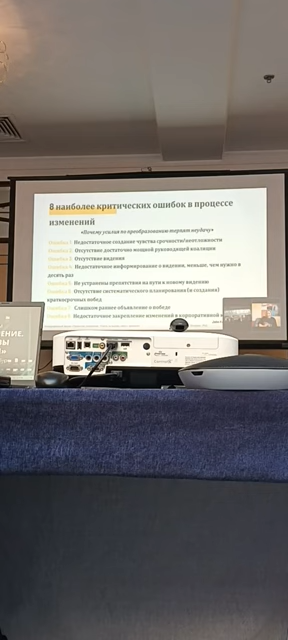 8 наиболее критических ошибок в процессе
изменений
«Почему усилия по преобразованию терпят неудачу»
Ошибка 1. Недостаточное создание чувства срочности/неотложности
Ошибка 2. Отсутствие достаточно мощной руководящей коалиции
Ошибка 3. Отсутствие видения
Ошибка 4. Недостаточное информирование о видении, меньше, чем нужно в
десять раз
Ошибка 5. Не устранены препятствия на пути к новому видению
Ошибка 6. Отсутствие систематического планирования (и создания)
краткосрочных побед
Ошибка 7. Слишком раннее объявление о победе
Ошибка 8. Недостаточное закрепление изменений в корпоративной